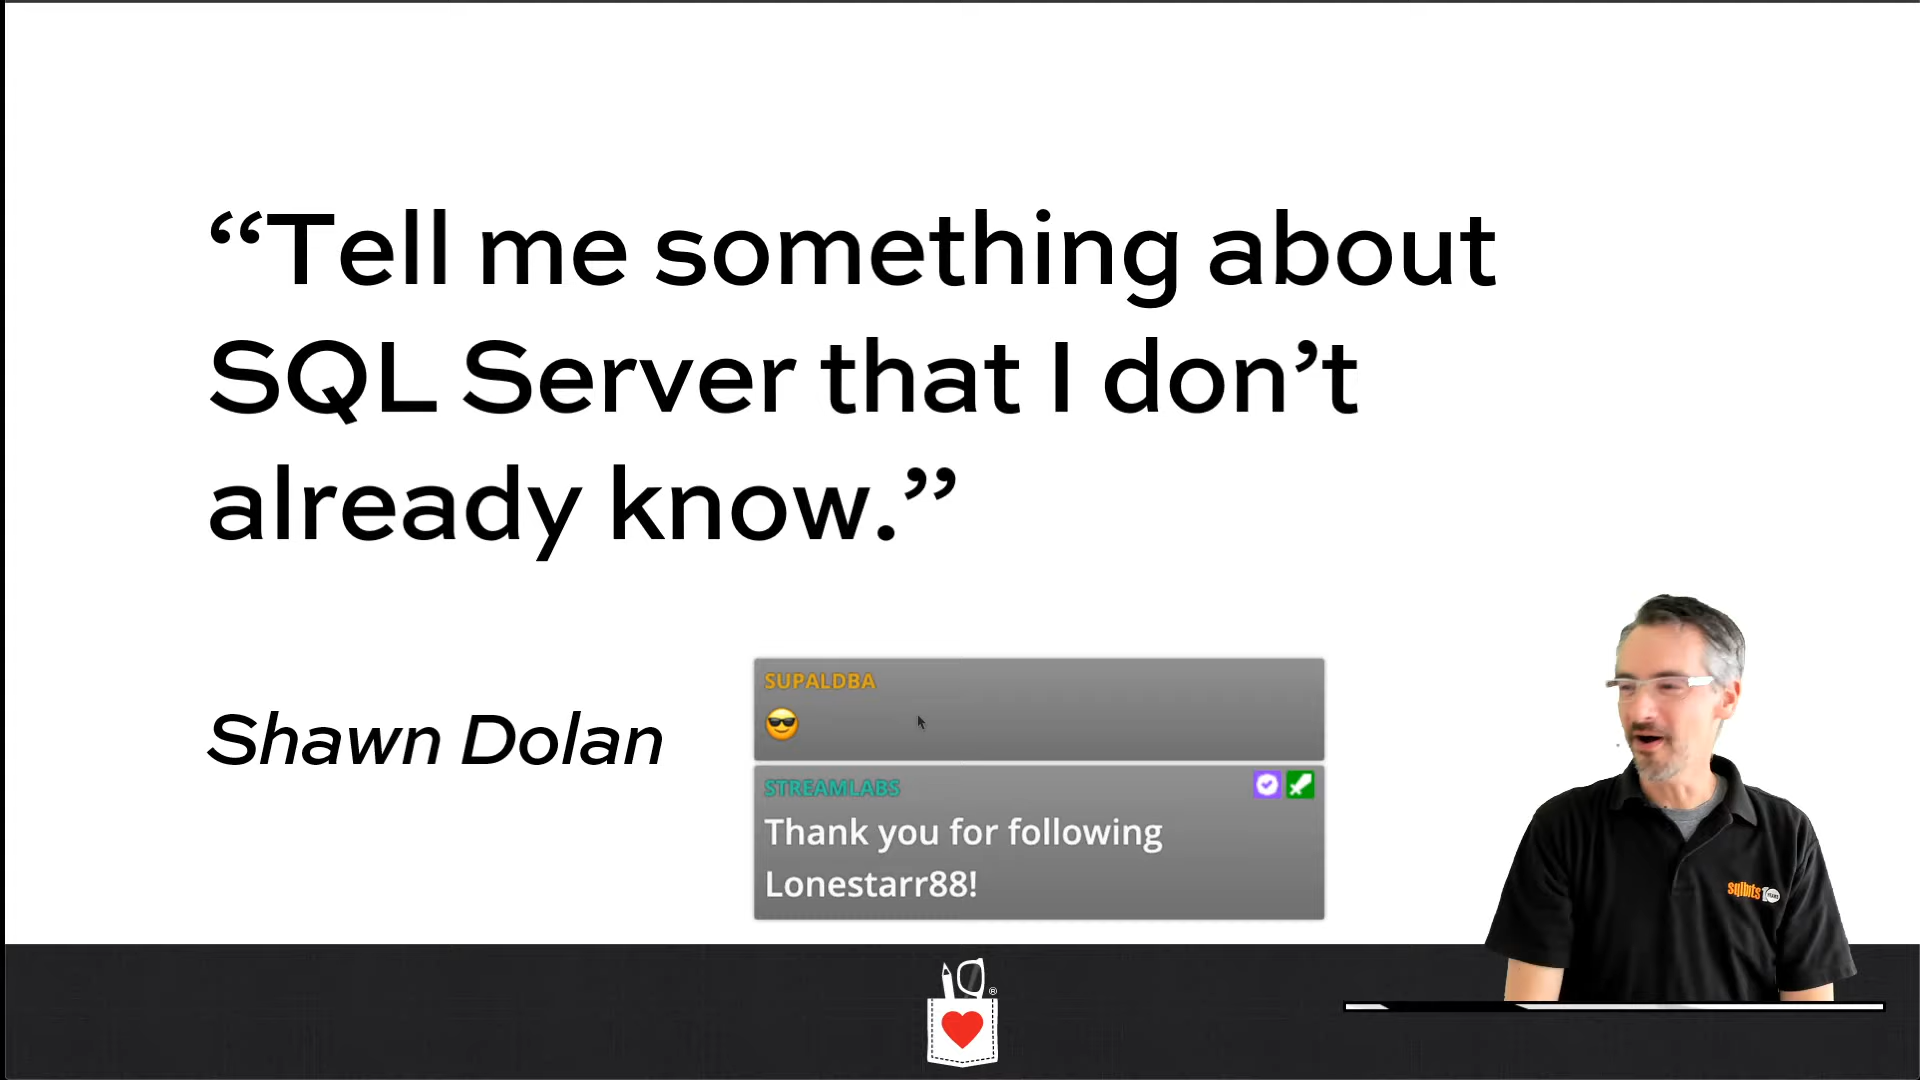 “Tell me something about
SQL Server that I don’t
already know.”
Shawn Dolan
SUPALDBA
STREAMLABS
Thank you for following
Lonestarr88!
sqlbits
®